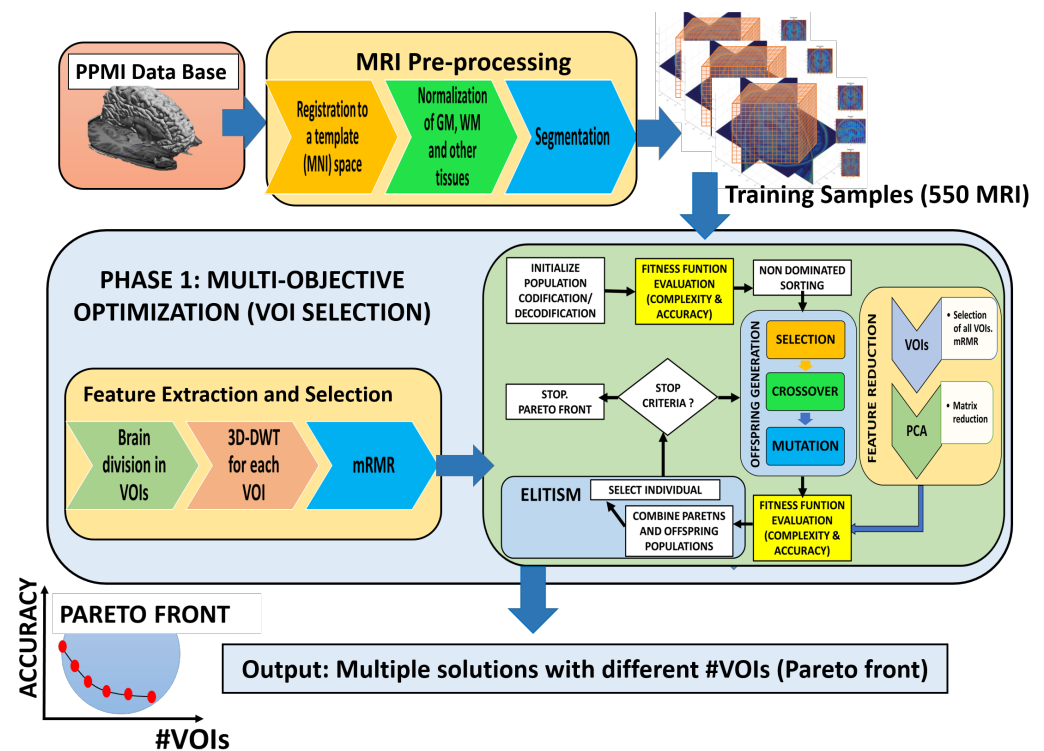 PPMI Data Base
MRI Pre-processing
Registration to
a template
(MNI) space
Normalization
of GM, WM
and other
tissues
Segmentation
Training Samples (550 MRI)
PHASE 1: MULTI-OBJECTIVE
OPTIMIZATION (VOI SELECTION)
Feature Extraction and Selection
Brain
division in
VOIs
3D-DWT
for each
VOI
mRMR
INITIALIZE
POPULATION
CODIFICATION/
DECODIFICATION
FITNESS FUNTION
EVALUATION
(COMPLEXITY &
ACCURACY)
NON DOMINATED
SORTING
OFFSPRING GENERATION
SELECTION
CROSSOVER
MUTATION
FEATURE REDUCTION
VOIs
• Selection
of all VOIs.
mRMR
PCA
• Matrix
reduction
STOP
CRITERIA ?
STOP.
PARETO FRONT
ELITISM
SELECT INDIVIDUAL
COMBINE PARETNS
AND OFFSPRING
POPULATIONS
FITNESS FUNTION
EVALUATION
(COMPLEXITY &
ACCURACY)
ACCURACY
PARETO FRONT
#VOIs
Output: Multiple solutions with different #VOIs (Pareto front)